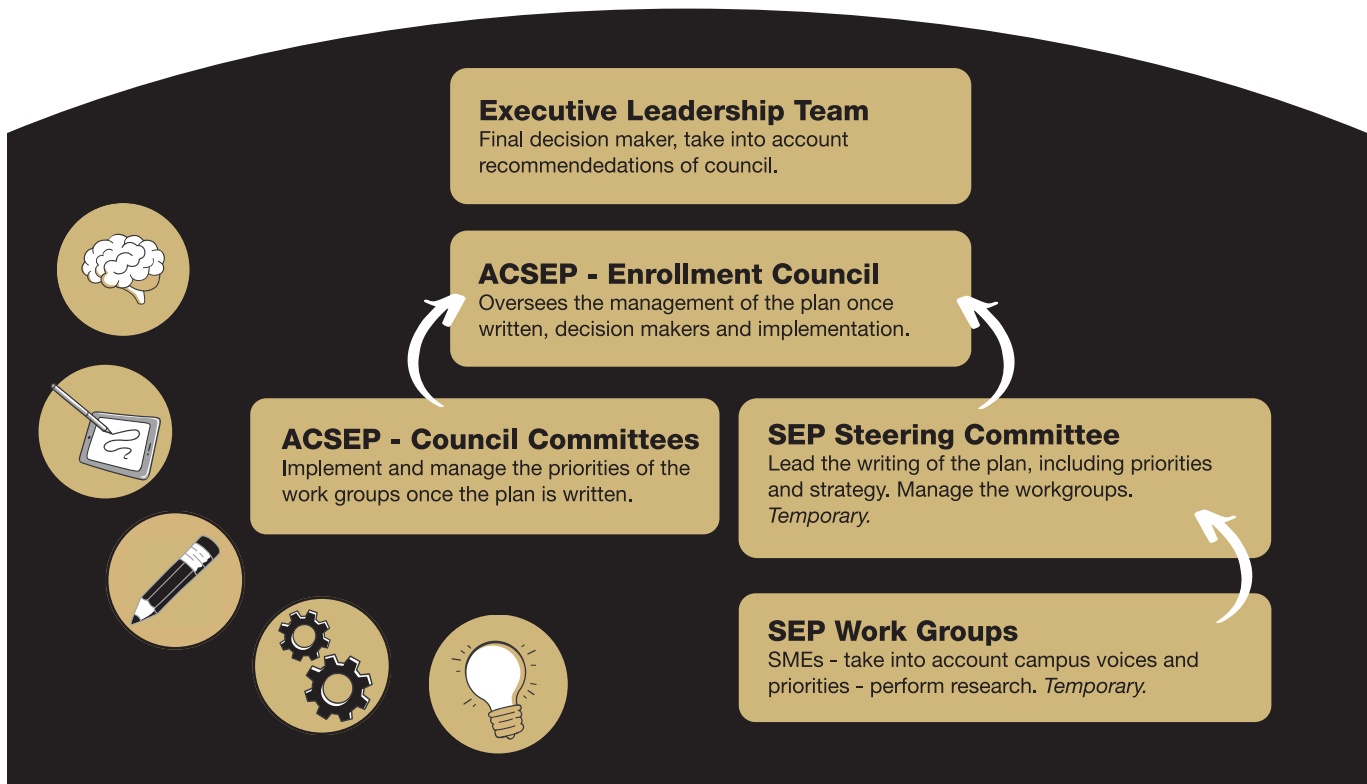 Executive Leadership Team
Final decision maker, take into account
recommendedations of council.
ACSEP - Enrollment Council
Oversees the management of the plan once
written, decision makers and implementation.
ACSEP - Council Committees
Implement and manage the priorities of the
work groups once the plan is written.
SEP Steering Committee
Lead the writing of the plan, including priorities
and strategy. Manage the workgroups.
Temporary.
SEP Work Groups
SMEs - take into account campus voices and
priorities - perform research. Temporary.